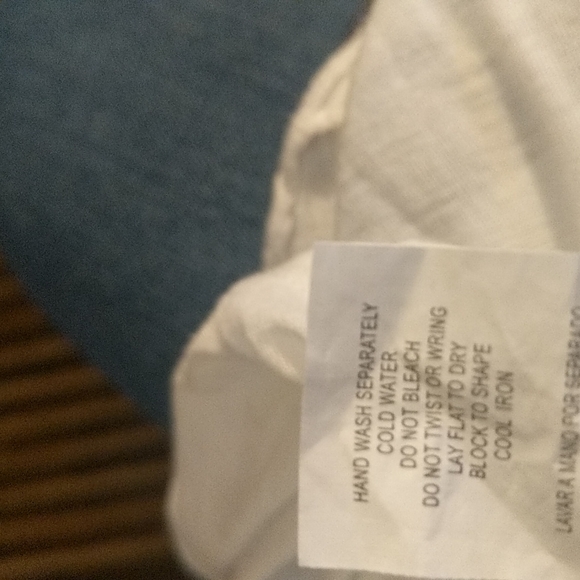 HAND WASH SEPARATELY
COLD WATER
DO NOT BLEACH
DO NOT TWIST OR WRING
LAY FLAT TO DRY
BLOCK TO SHAPE
COOL IRON
LAVAR A MANO POR SEPARADO